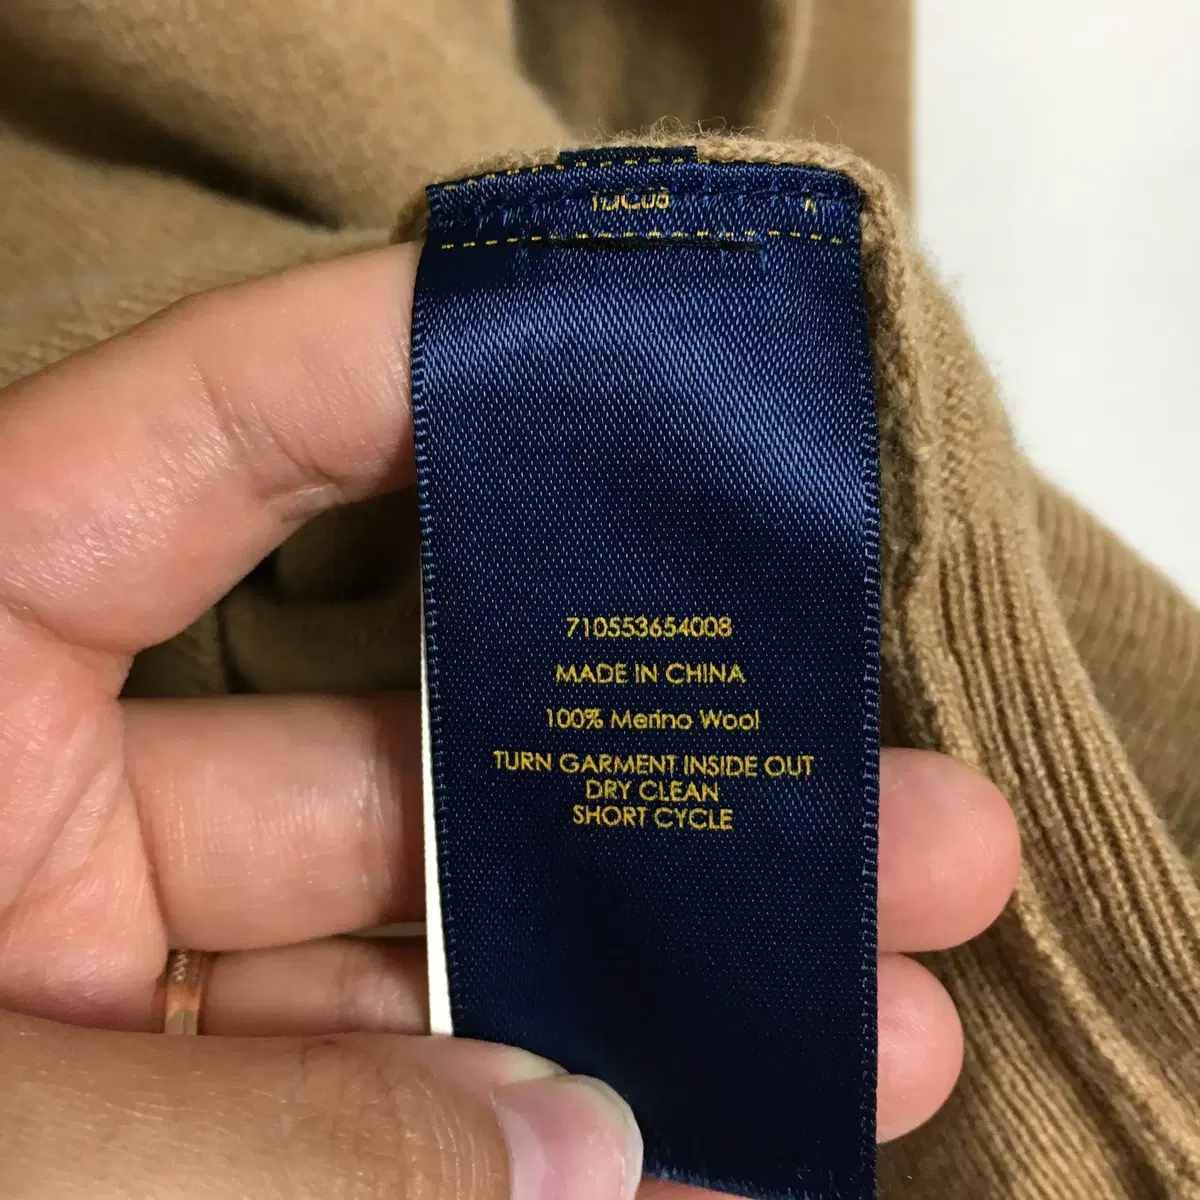 710553654008
MADE IN CHINA
100% Merino Wool
TURN GARMENT INSIDE OUT
DRY CLEAN
SHORT CYCLE